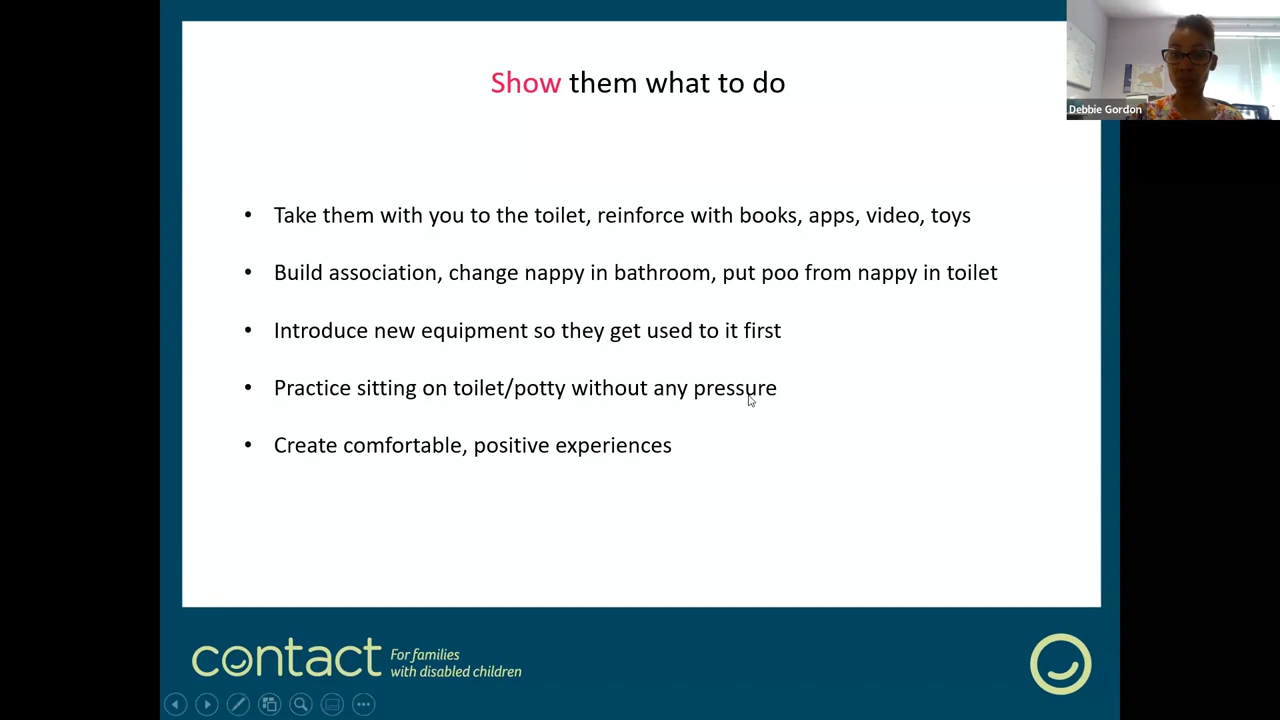 Show them what to do
Debbie Gordon
• Take them with you to the toilet, reinforce with books, apps, video, toys
• Build association, change nappy in bathroom, put poo from nappy in toilet
• Introduce new equipment so they get used to it first
• Practice sitting on toilet/potty without any pressure
• Create comfortable, positive experiences
contact
For families
with disabled children